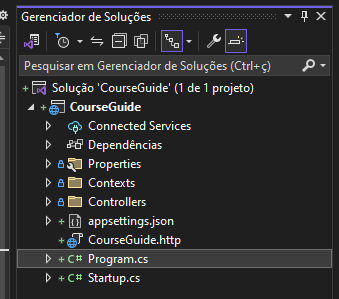 Gerenciador de Soluções
Pesquisar em Gerenciador de Soluções (Ctrl+ç)
Solução 'CourseGuide' (1 de 1 projeto)
CourseGuide
Connected Services
Dependências
Properties
Contexts
Controllers
appsettings.json
CourseGuide.http
C# Program.cs
C# Startup.cs